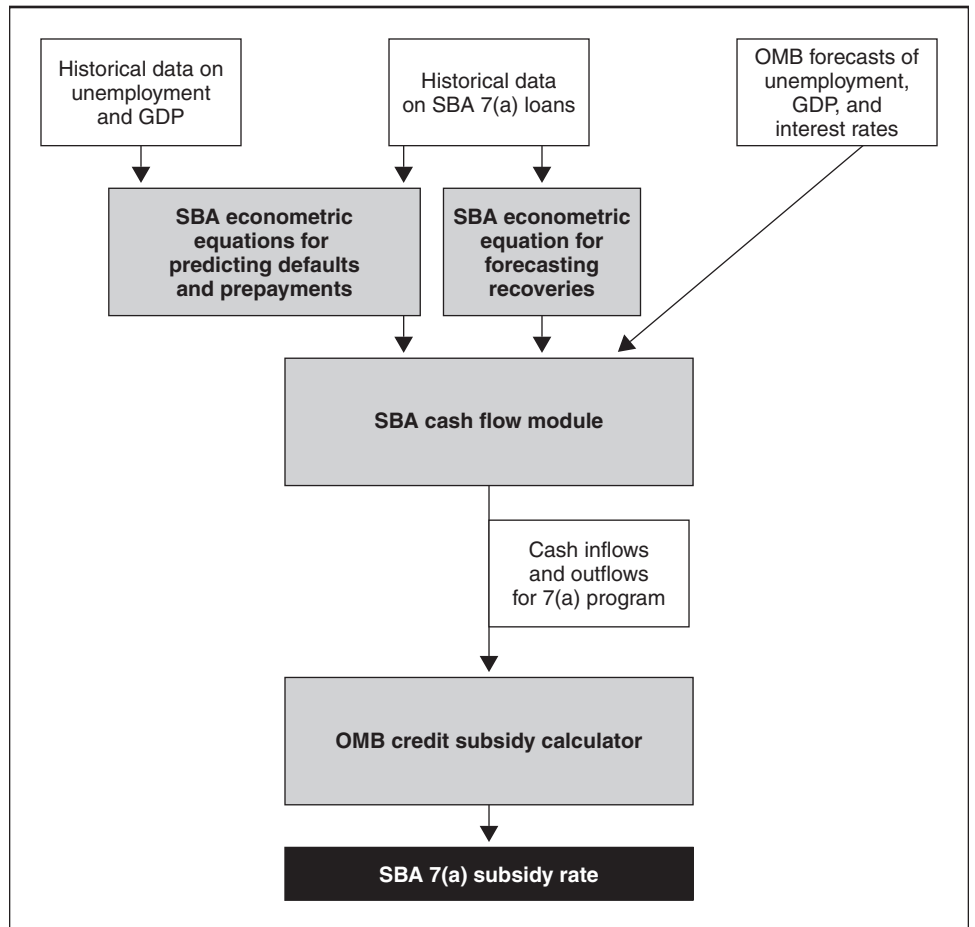 Historical data on
unemployment
and GDP
Historical data
on SBA 7(a) loans
OMB forecasts of
unemployment,
GDP, and
interest rates
SBA econometric
equations for
predicting defaults
and prepayments
SBA econometric
equation for
forecasting
recoveries
SBA cash flow module
Cash inflows
and outflows
for 7(a) program
OMB credit subsidy calculator
SBA 7(a) subsidy rate